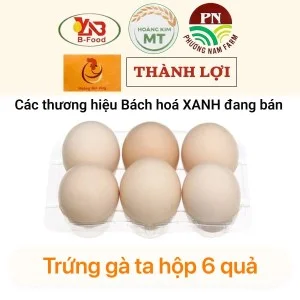 B-Food
HOÀNG KIM
MT
PN
PHƯƠNG NAM FARM
THÀNH LỢI
Các thương hiệu Bách hoá XANH đang bán
Trứng gà ta hộp 6 quả